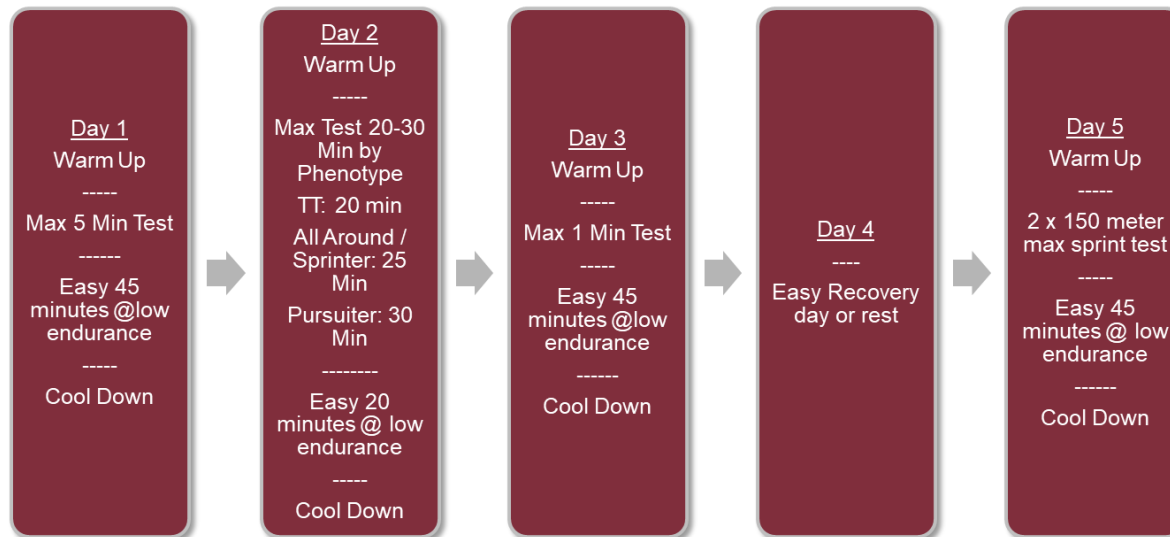 Day 1
Warm Up
-----
Max 5 Min Test
------
Easy 45
minutes @low
endurance
-----
Cool Down
Day 2
Warm Up
-----
Max Test 20-30
Min by
Phenotype
TT: 20 min
All Around /
Sprinter: 25
Min
Pursuiter: 30
Min
--------
Easy 20
minutes @ low
endurance
-----
Cool Down
Day 3
Warm Up
-----
Max 1 Min Test
-----
Easy 45
minutes @low
endurance
------
Cool Down
Day 4
----
Easy Recovery
day or rest
Day 5
Warm Up
-----
2 x 150 meter
max sprint test
-----
Easy 45
minutes @ low
endurance
------
Cool Down